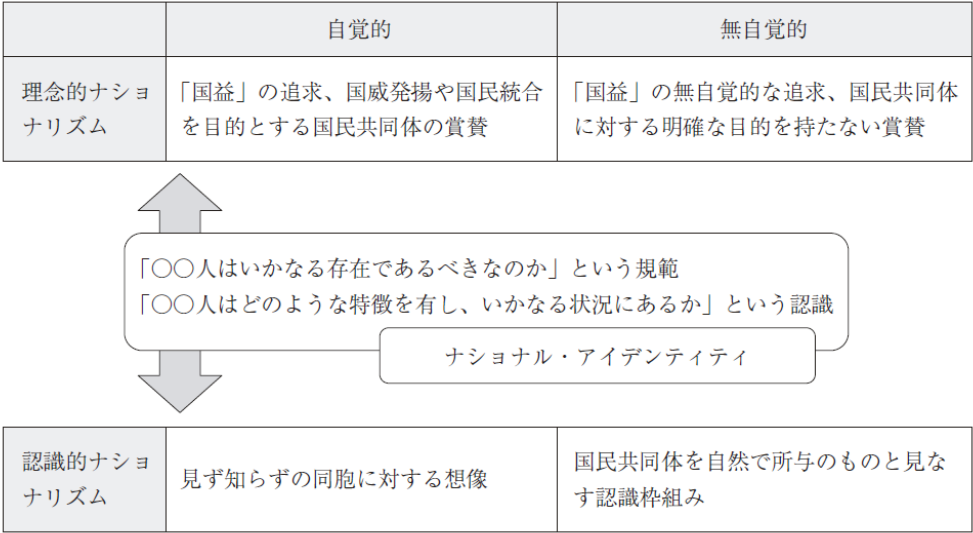 自覚的
無自覚的
理念的ナショ
ナリズム
「国益」の追求、国威発揚や国民統合
を目的とする国民共同体の賞賛
「国益」の無自覚的な追求、国民共同体
に対する明確な目的を持たない賞賛
「〇〇人はいかなる存在であるべきなのか」という規範
「〇〇人はどのような特徴を有し、いかなる状況にあるか」という認識
ナショナル・アイデンティティ
認識的ナショ
ナリズム
見ず知らずの同胞に対する想像
国民共同体を自然で所与のものと見な
す認識枠組み